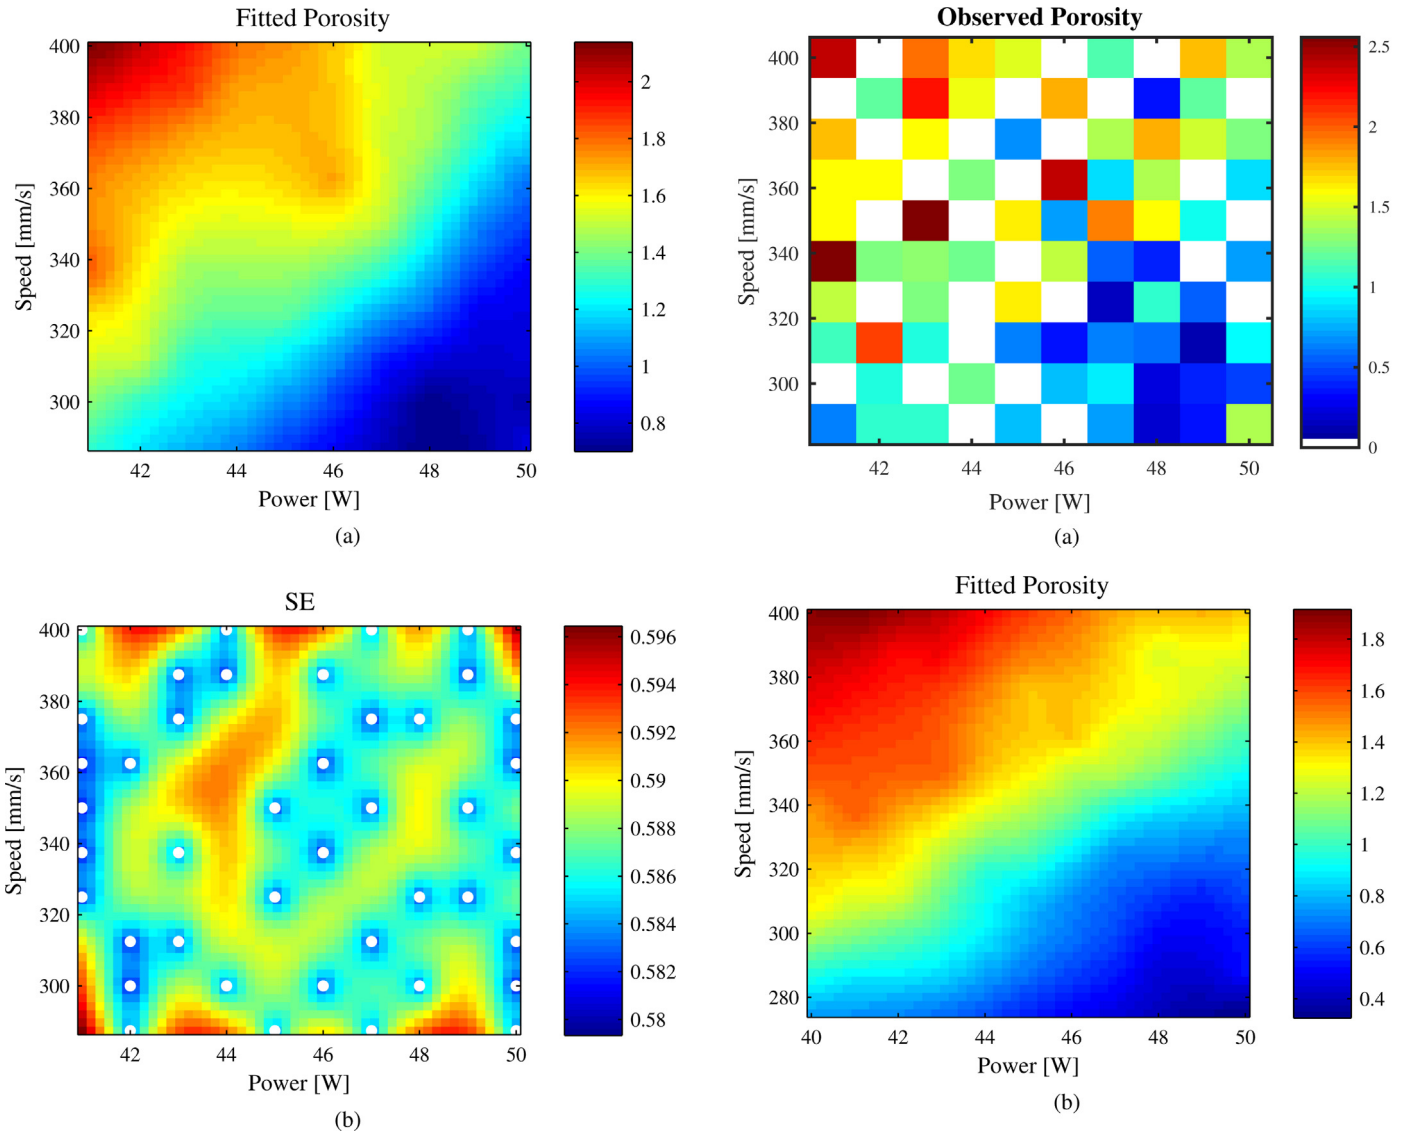 Fitted Porosity
400
380
360
340
320
300
Speed [mm/s]
42 44 46 48 50
Power [W]
2
1.8
1.6
1.4
1.2
1
0.8
(a)
Observed Porosity
400
380
360
340
320
300
Speed [mm/s]
42 44 46 48 50
Power [W]
2.5
2
1.5
1
0.5
0
(a)
SE
400
380
360
340
320
300
Speed [mm/s]
42 44 46 48 50
Power [W]
0.596
0.594
0.592
0.59
0.588
0.586
0.584
0.582
0.58
(b)
Fitted Porosity
400
380
360
340
320
300
280
Speed [mm/s]
40 42 44 46 48 50
Power [W]
1.8
1.6
1.4
1.2
1
0.8
0.6
0.4
(b)